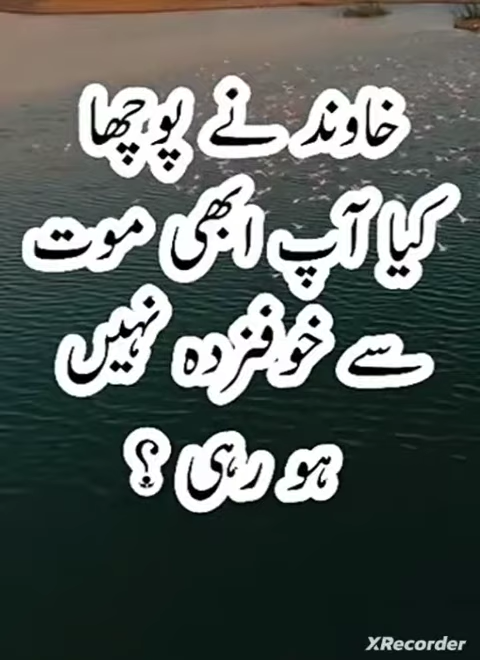 خاوند نے پوچھا
کیا آپ ابھی موت
سے خوفزدہ نہیں
ہو رہی ؟
XRecorder